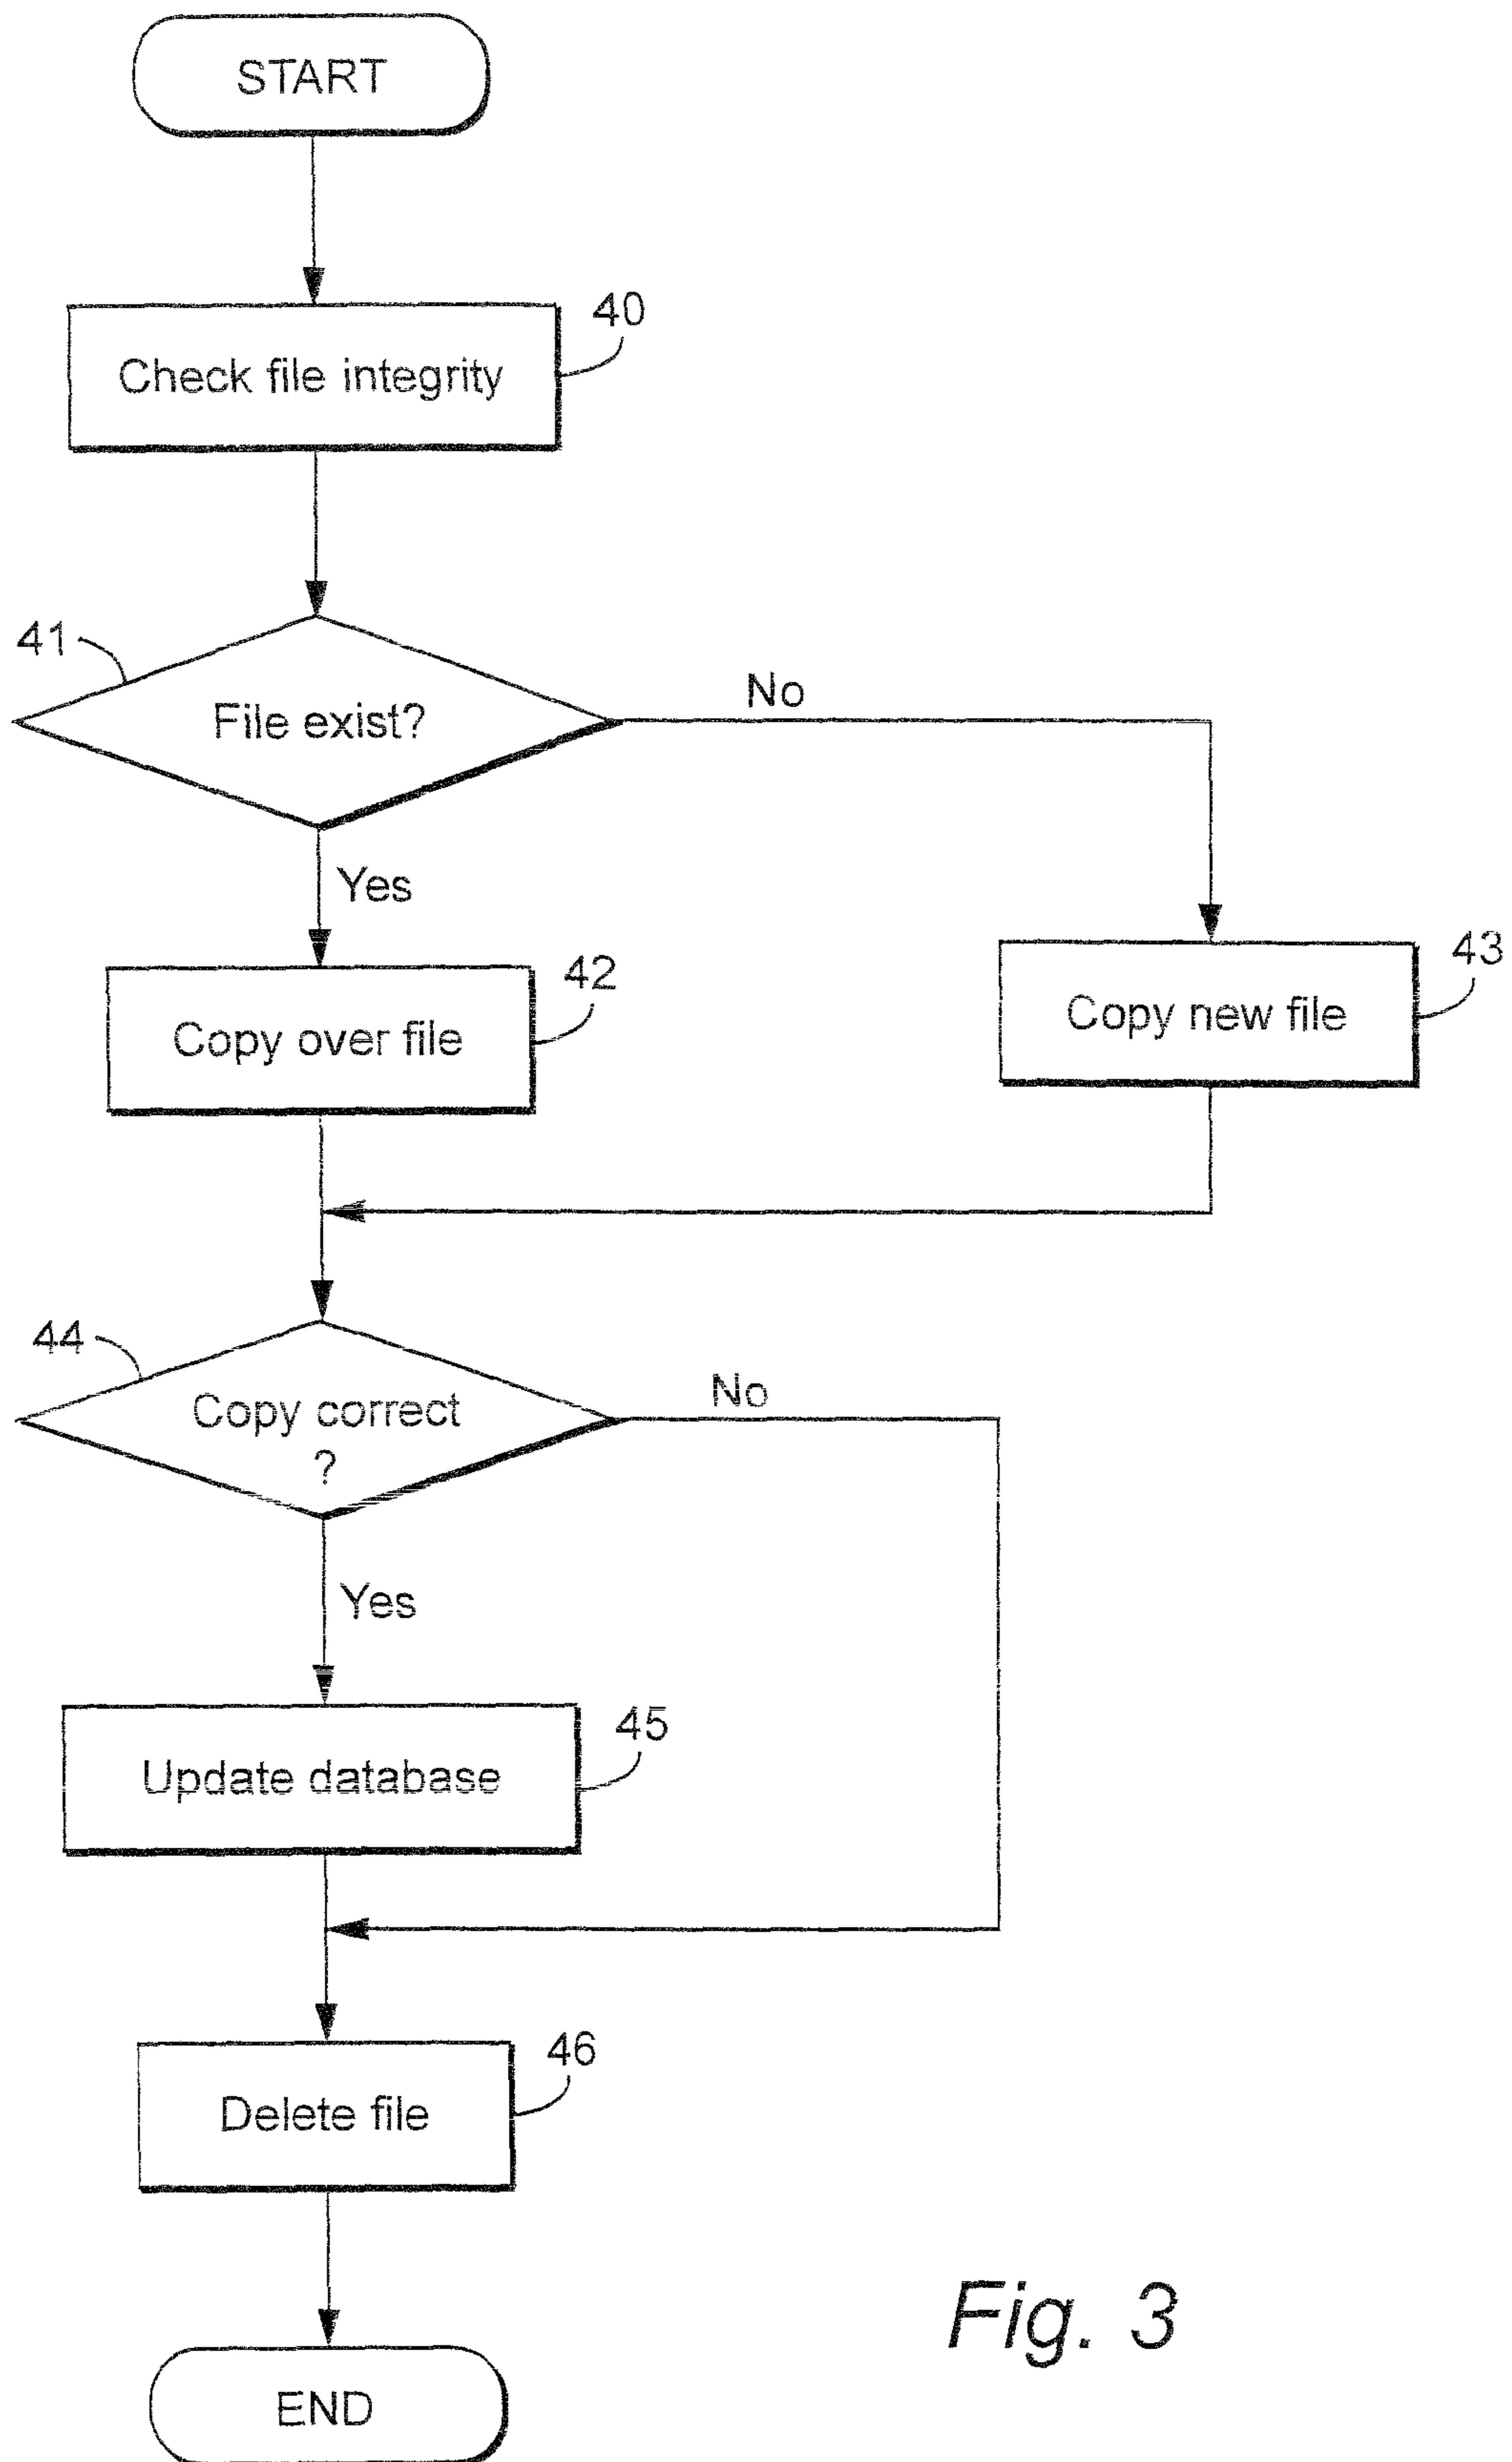 START
40
Check file integrity
41
File exist?
No
Yes
42
Copy over file
43
Copy new file
44
Copy correct
?
No
Yes
45
Update database
46
Delete file
END
Fig. 3